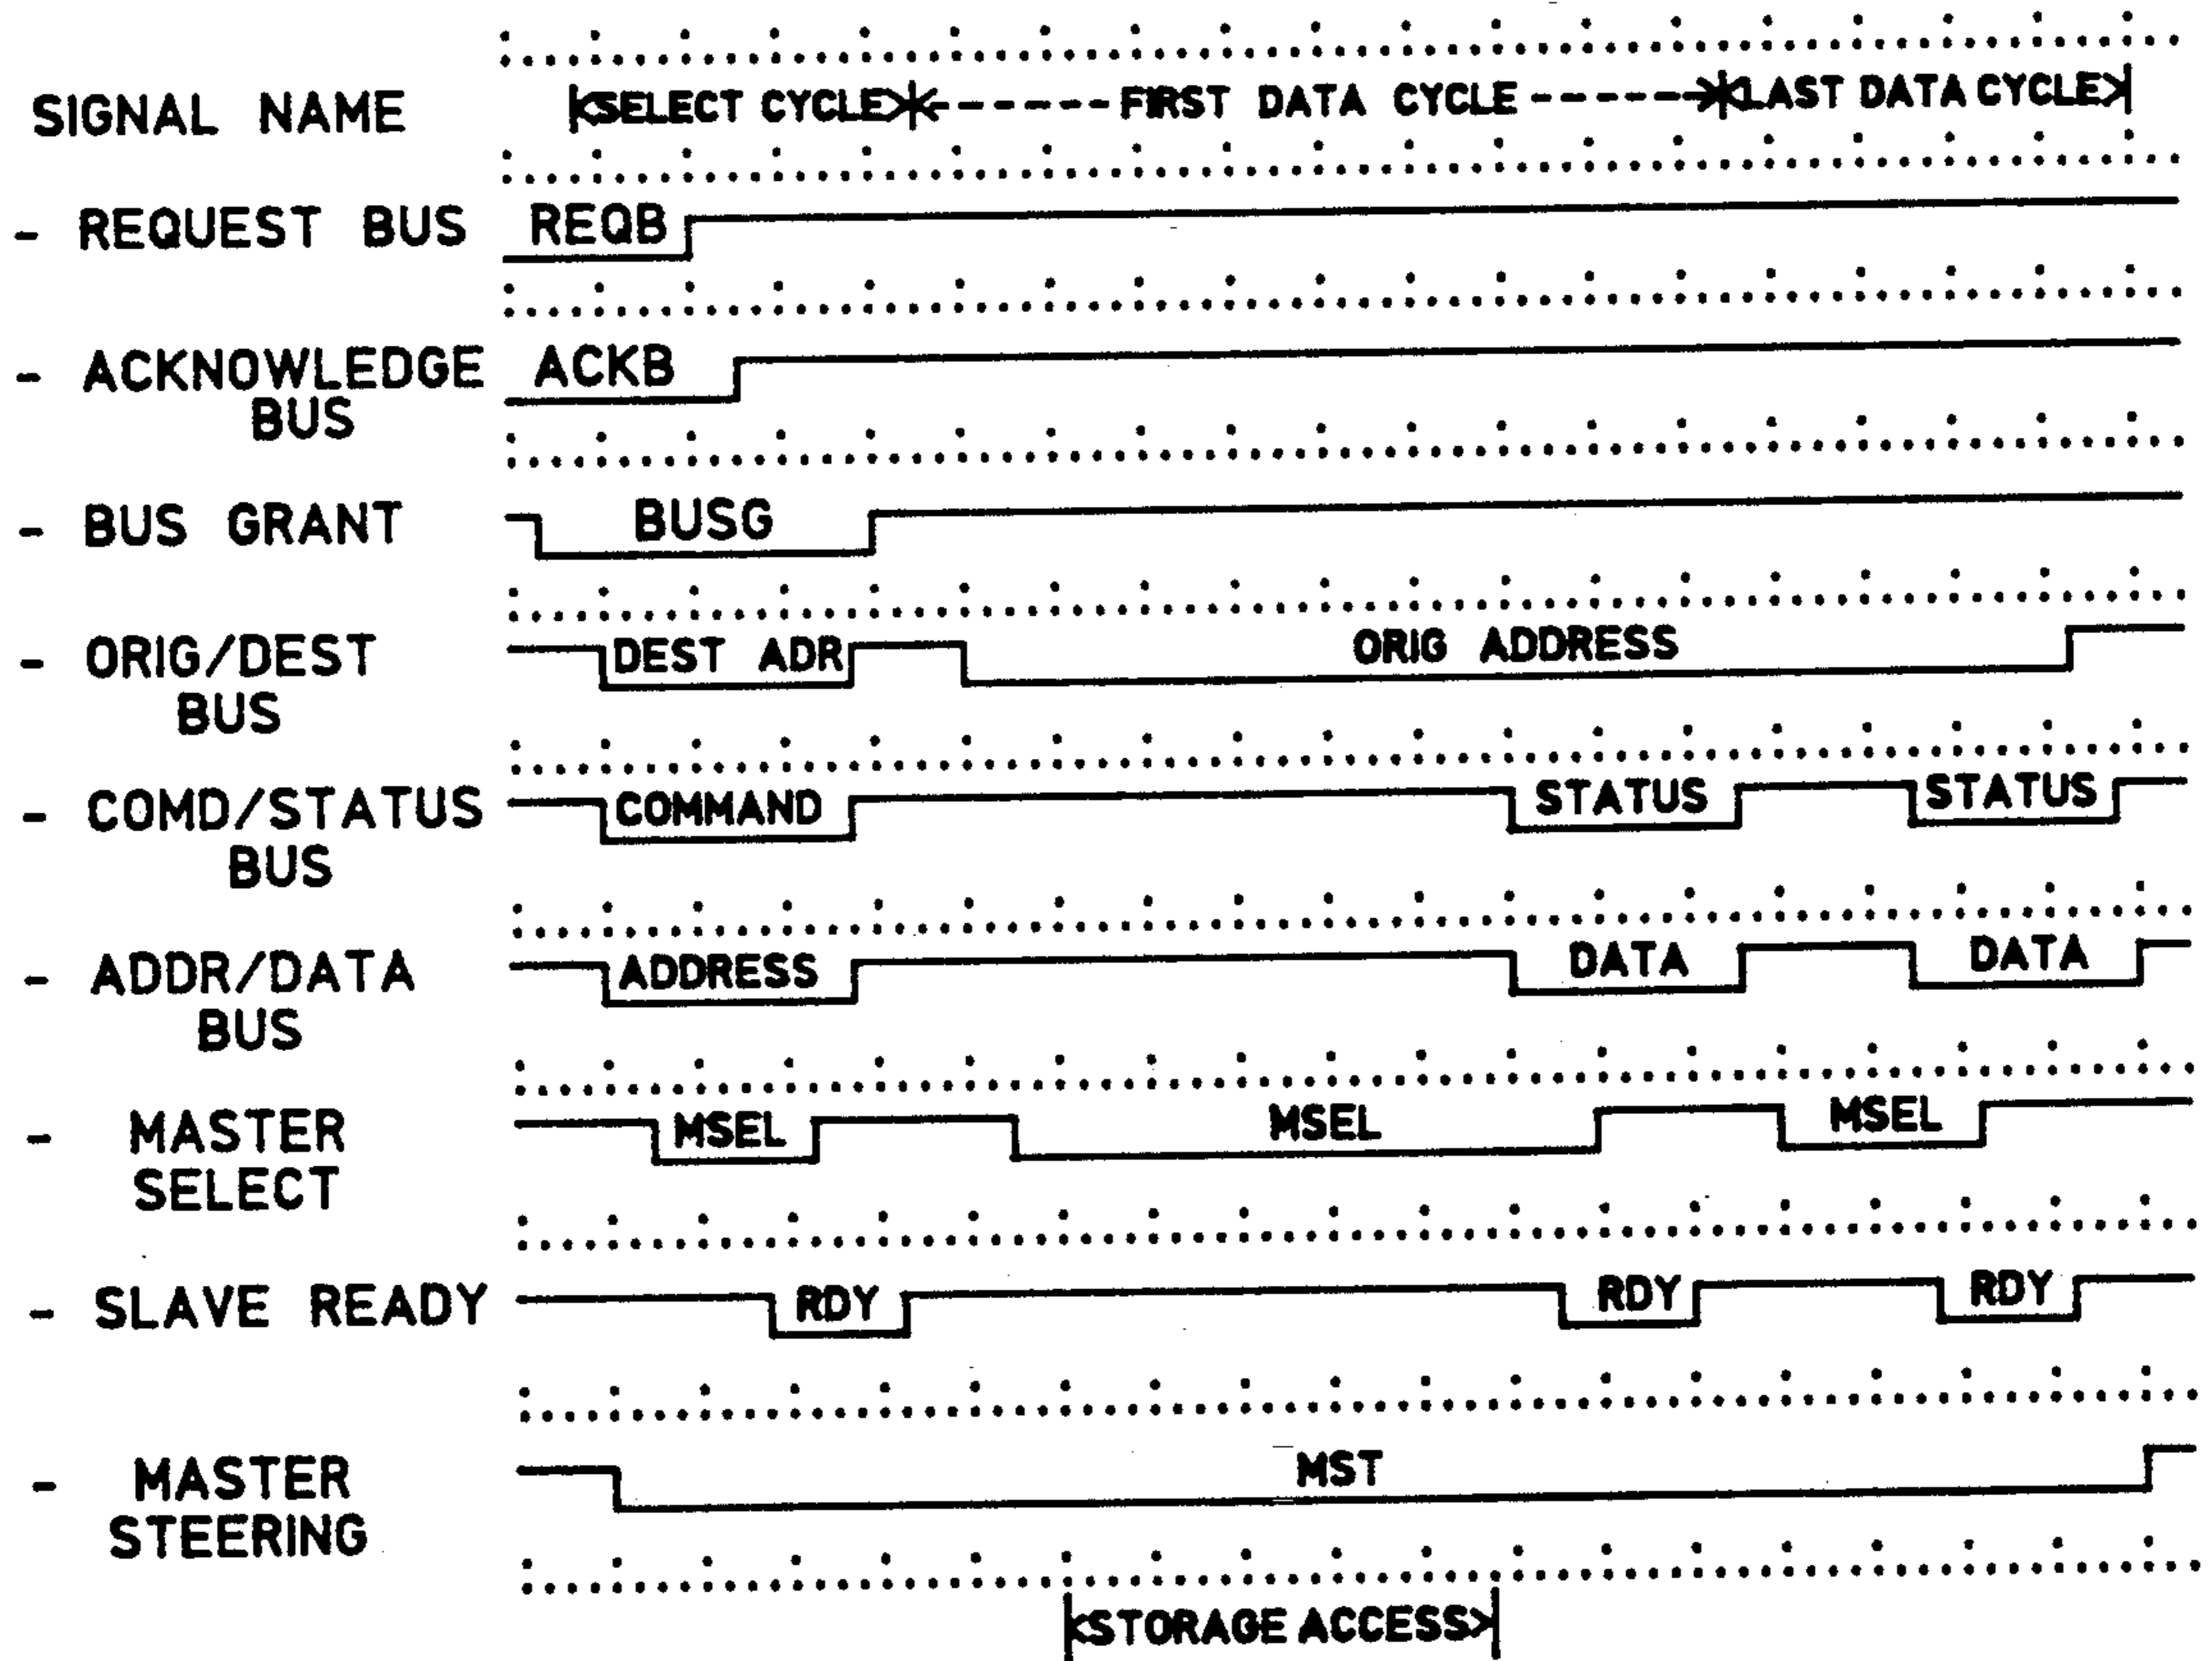 SIGNAL NAME |<SELECT CYCLE>*<------ FIRST DATA CYCLE ------>*<LAST DATA CYCLE>|
- REQUEST BUS REQB
- ACKNOWLEDGE BUS ACKB
- BUS GRANT BUSG
- ORIG/DEST BUS DEST ADR ORIG ADDRESS
- COMD/STATUS BUS COMMAND STATUS STATUS
- ADDR/DATA BUS ADDRESS DATA DATA
- MASTER SELECT MSEL MSEL MSEL
- SLAVE READY RDY RDY RDY
- MASTER STEERING MST
|<STORAGE ACCESS>|